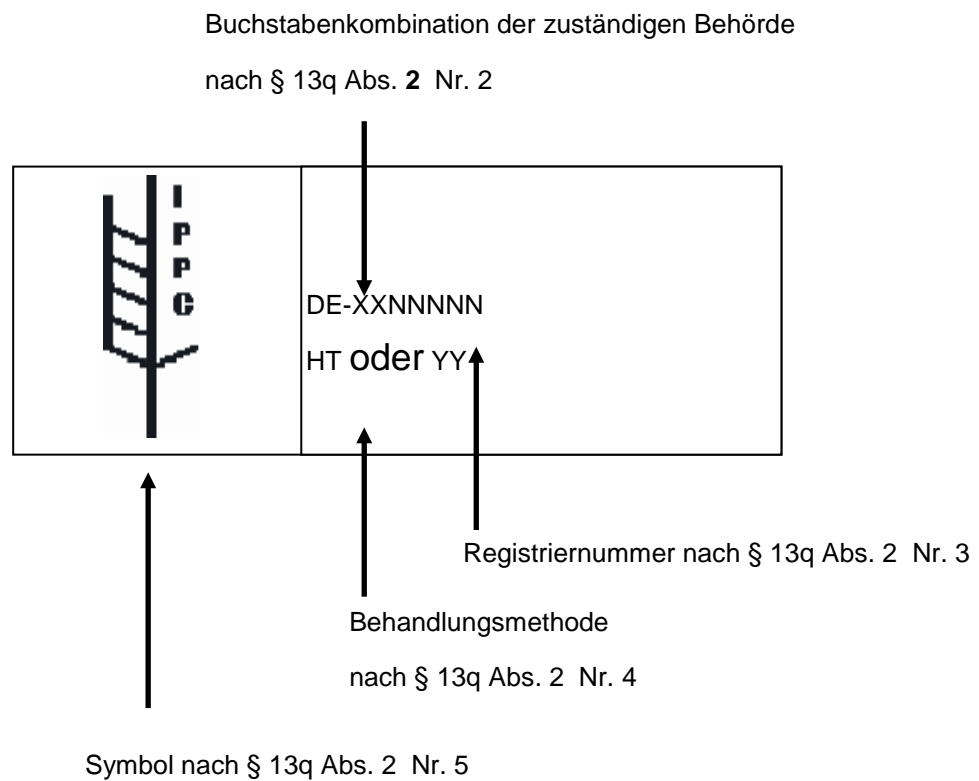 Buchstabenkombination der zuständigen Behörde
nach § 13q Abs. 2 Nr. 2
I
P
P
C
DE-XXNNNNN
HT oder YY
Registriernummer nach § 13q Abs. 2 Nr. 3
Behandlungsmethode
nach § 13q Abs. 2 Nr. 4
Symbol nach § 13q Abs. 2 Nr. 5